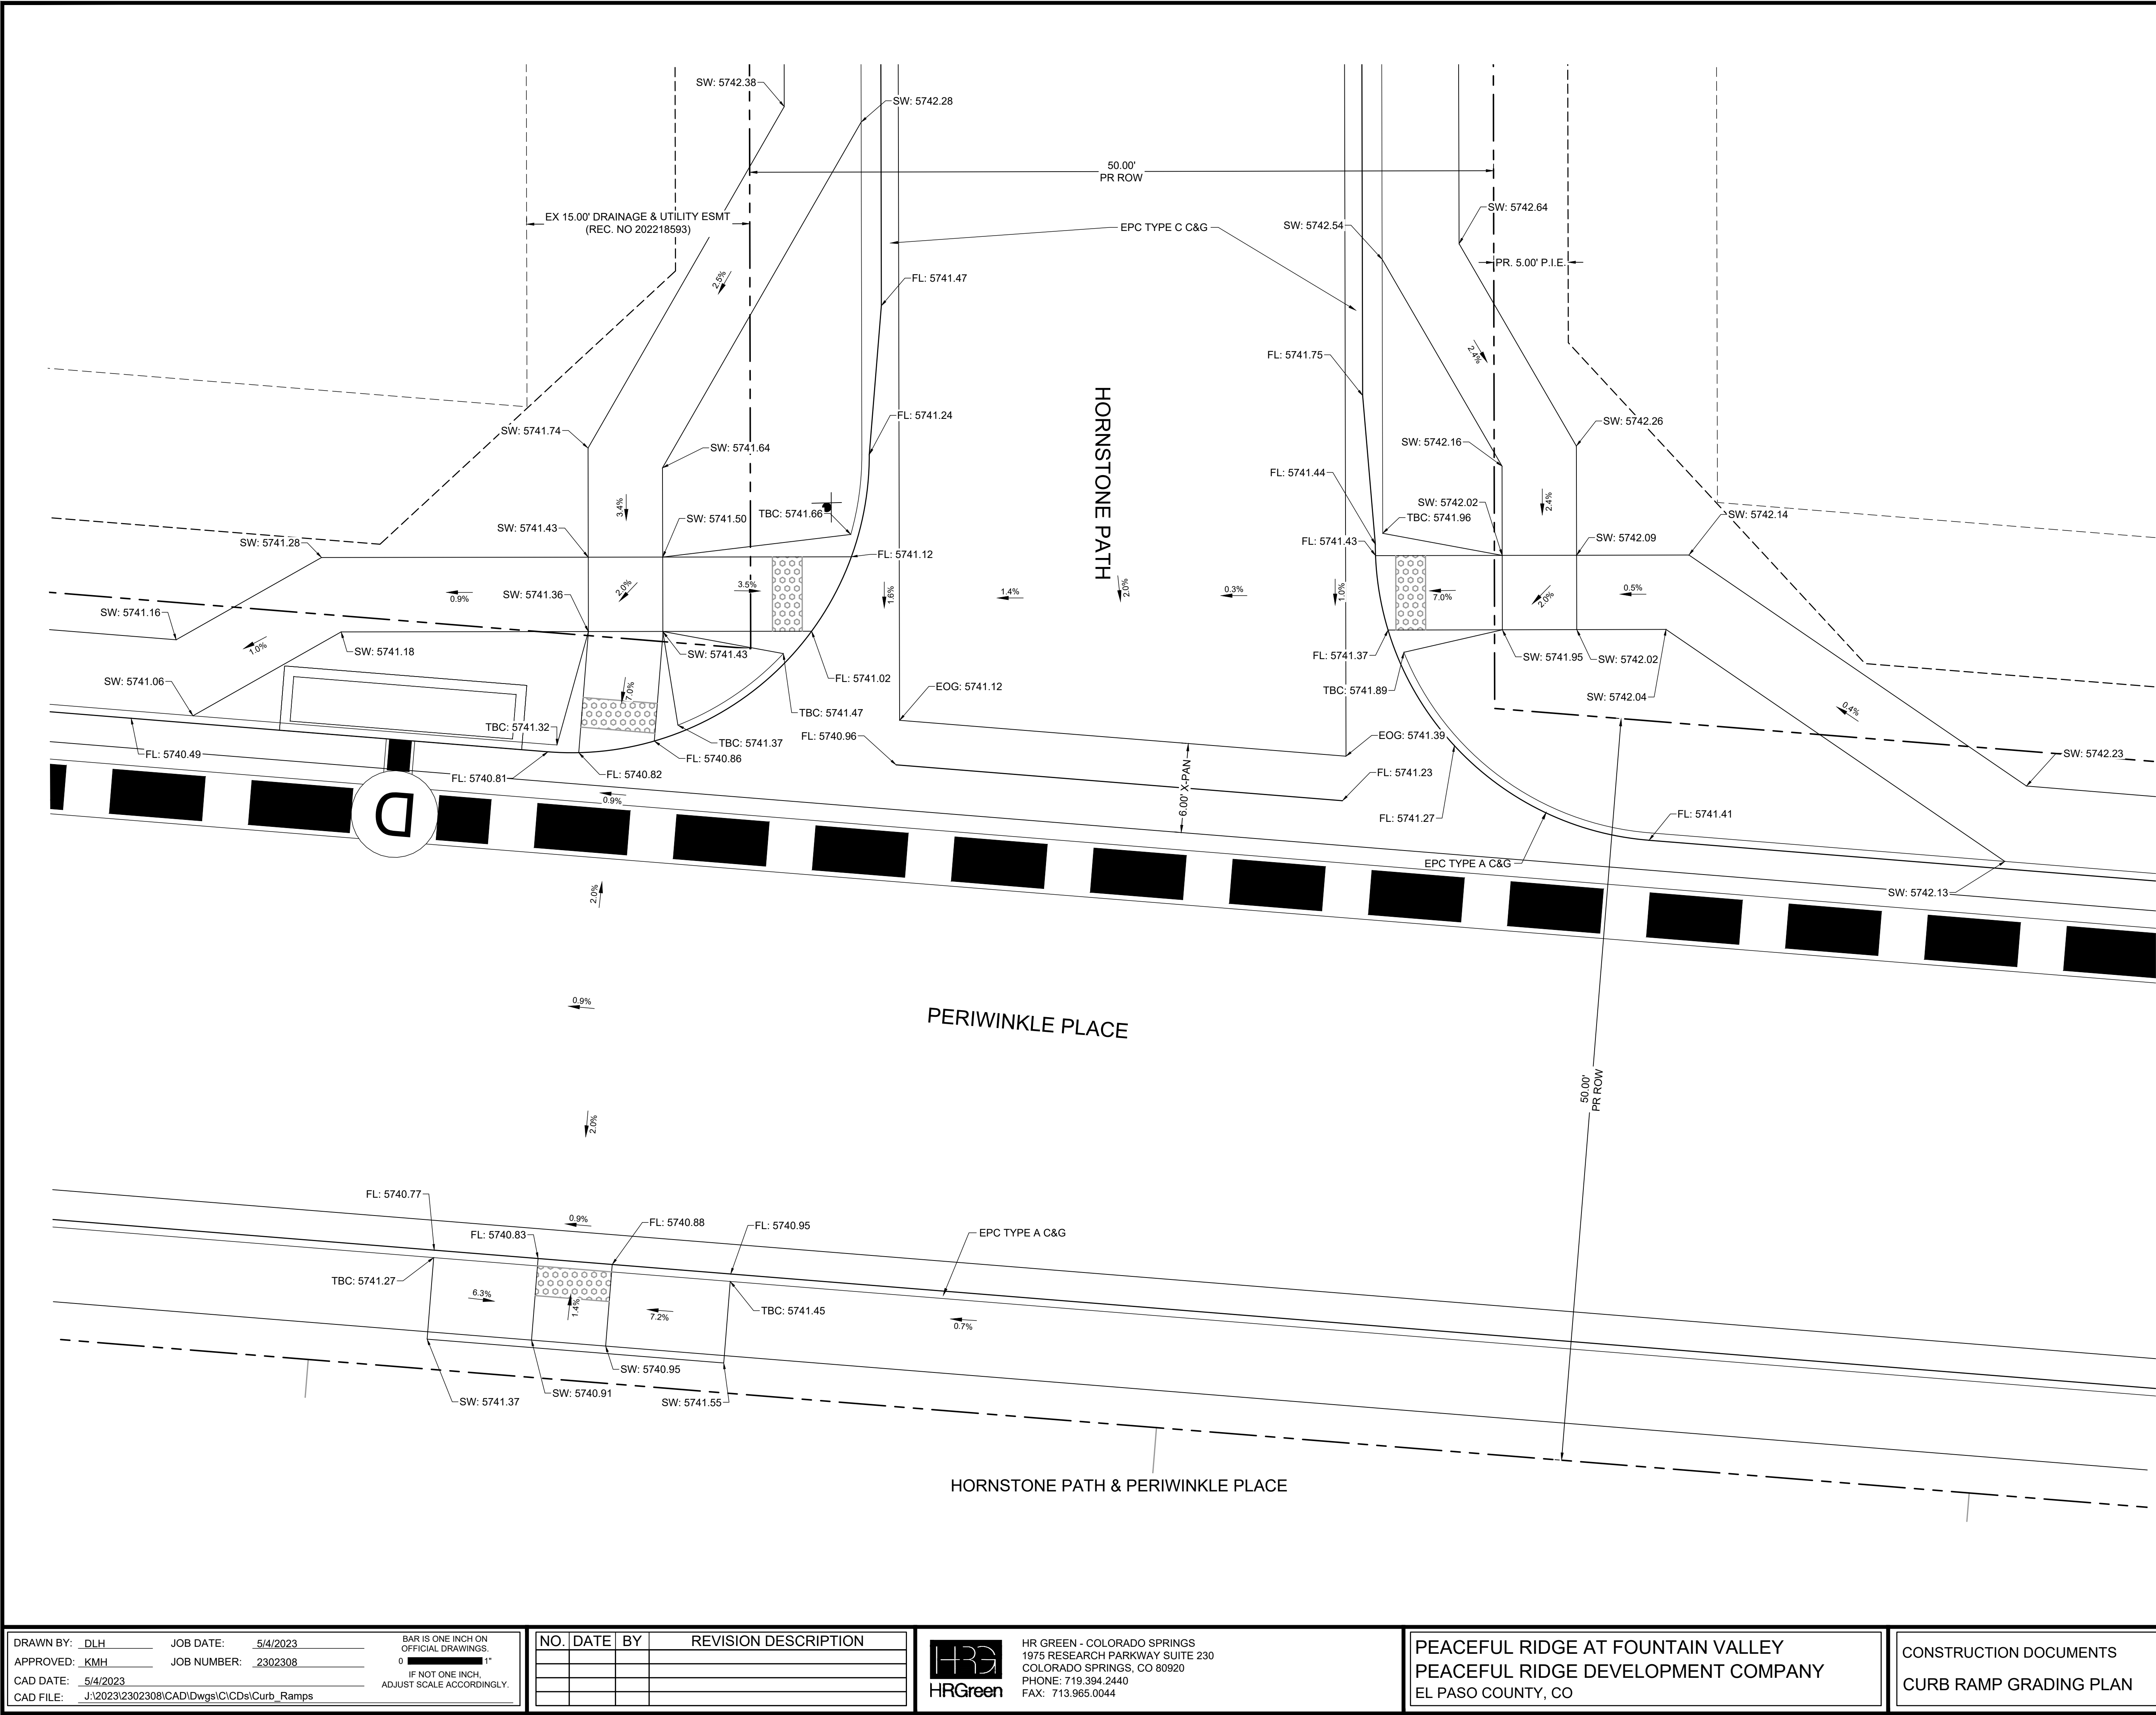 SW: 5742.38
SW: 5742.28
50.00'
PR ROW
EX 15.00' DRAINAGE & UTILITY ESMT
(REC. NO 202218593)
EPC TYPE C C&G
SW: 5742.54
SW: 5742.64
PR. 5.00' P.I.E.
2.5%
FL: 5741.47
FL: 5741.75
2.4%
HORNSTONE PATH
FL: 5741.24
SW: 5741.74
SW: 5741.64
SW: 5742.16
SW: 5742.26
FL: 5741.44
3.4%
SW: 5741.43
SW: 5741.50
TBC: 5741.66
SW: 5742.02
TBC: 5741.96
2.4%
SW: 5742.14
SW: 5741.28
FL: 5741.12
FL: 5741.43
SW: 5742.09
0.9%
SW: 5741.36
2.0%
3.5%
1.6%
1.4%
2.0%
0.3%
1.0%
7.0%
2.0%
0.5%
SW: 5741.16
1.0%
SW: 5741.18
SW: 5741.43
FL: 5741.37
SW: 5741.95
SW: 5742.02
SW: 5741.06
FL: 5741.02
7.0%
EOG: 5741.12
TBC: 5741.89
SW: 5742.04
0.4%
TBC: 5741.47
TBC: 5741.32
TBC: 5741.37
FL: 5740.96
EOG: 5741.39
SW: 5742.23
FL: 5740.49
FL: 5740.86
FL: 5740.81
FL: 5740.82
FL: 5741.23
6.00' X-PAN
0.9%
D
FL: 5741.27
FL: 5741.41
EPC TYPE A C&G
SW: 5742.13
2.0%
0.9%
PERIWINKLE PLACE
50.00'
PR ROW
2.0%
FL: 5740.77
0.9%
FL: 5740.88
FL: 5740.95
FL: 5740.83
EPC TYPE A C&G
TBC: 5741.27
6.3%
1.4%
7.2%
TBC: 5741.45
0.7%
SW: 5740.95
SW: 5740.91
SW: 5741.37
SW: 5741.55
HORNSTONE PATH & PERIWINKLE PLACE
DRAWN BY: DLH
JOB DATE: 5/4/2023
APPROVED: KMH
JOB NUMBER: 2302308
CAD DATE: 5/4/2023
CAD FILE: J:\2023\2302308\CAD\Dwgs\C\CDs\Curb_Ramps
BAR IS ONE INCH ON
OFFICIAL DRAWINGS.
0 1"
IF NOT ONE INCH,
ADJUST SCALE ACCORDINGLY.
NO. DATE BY REVISION DESCRIPTION
HRG
HRGreen
HR GREEN - COLORADO SPRINGS
1975 RESEARCH PARKWAY SUITE 230
COLORADO SPRINGS, CO 80920
PHONE: 719.394.2440
FAX: 713.965.0044
PEACEFUL RIDGE AT FOUNTAIN VALLEY
PEACEFUL RIDGE DEVELOPMENT COMPANY
EL PASO COUNTY, CO
CONSTRUCTION DOCUMENTS
CURB RAMP GRADING PLAN